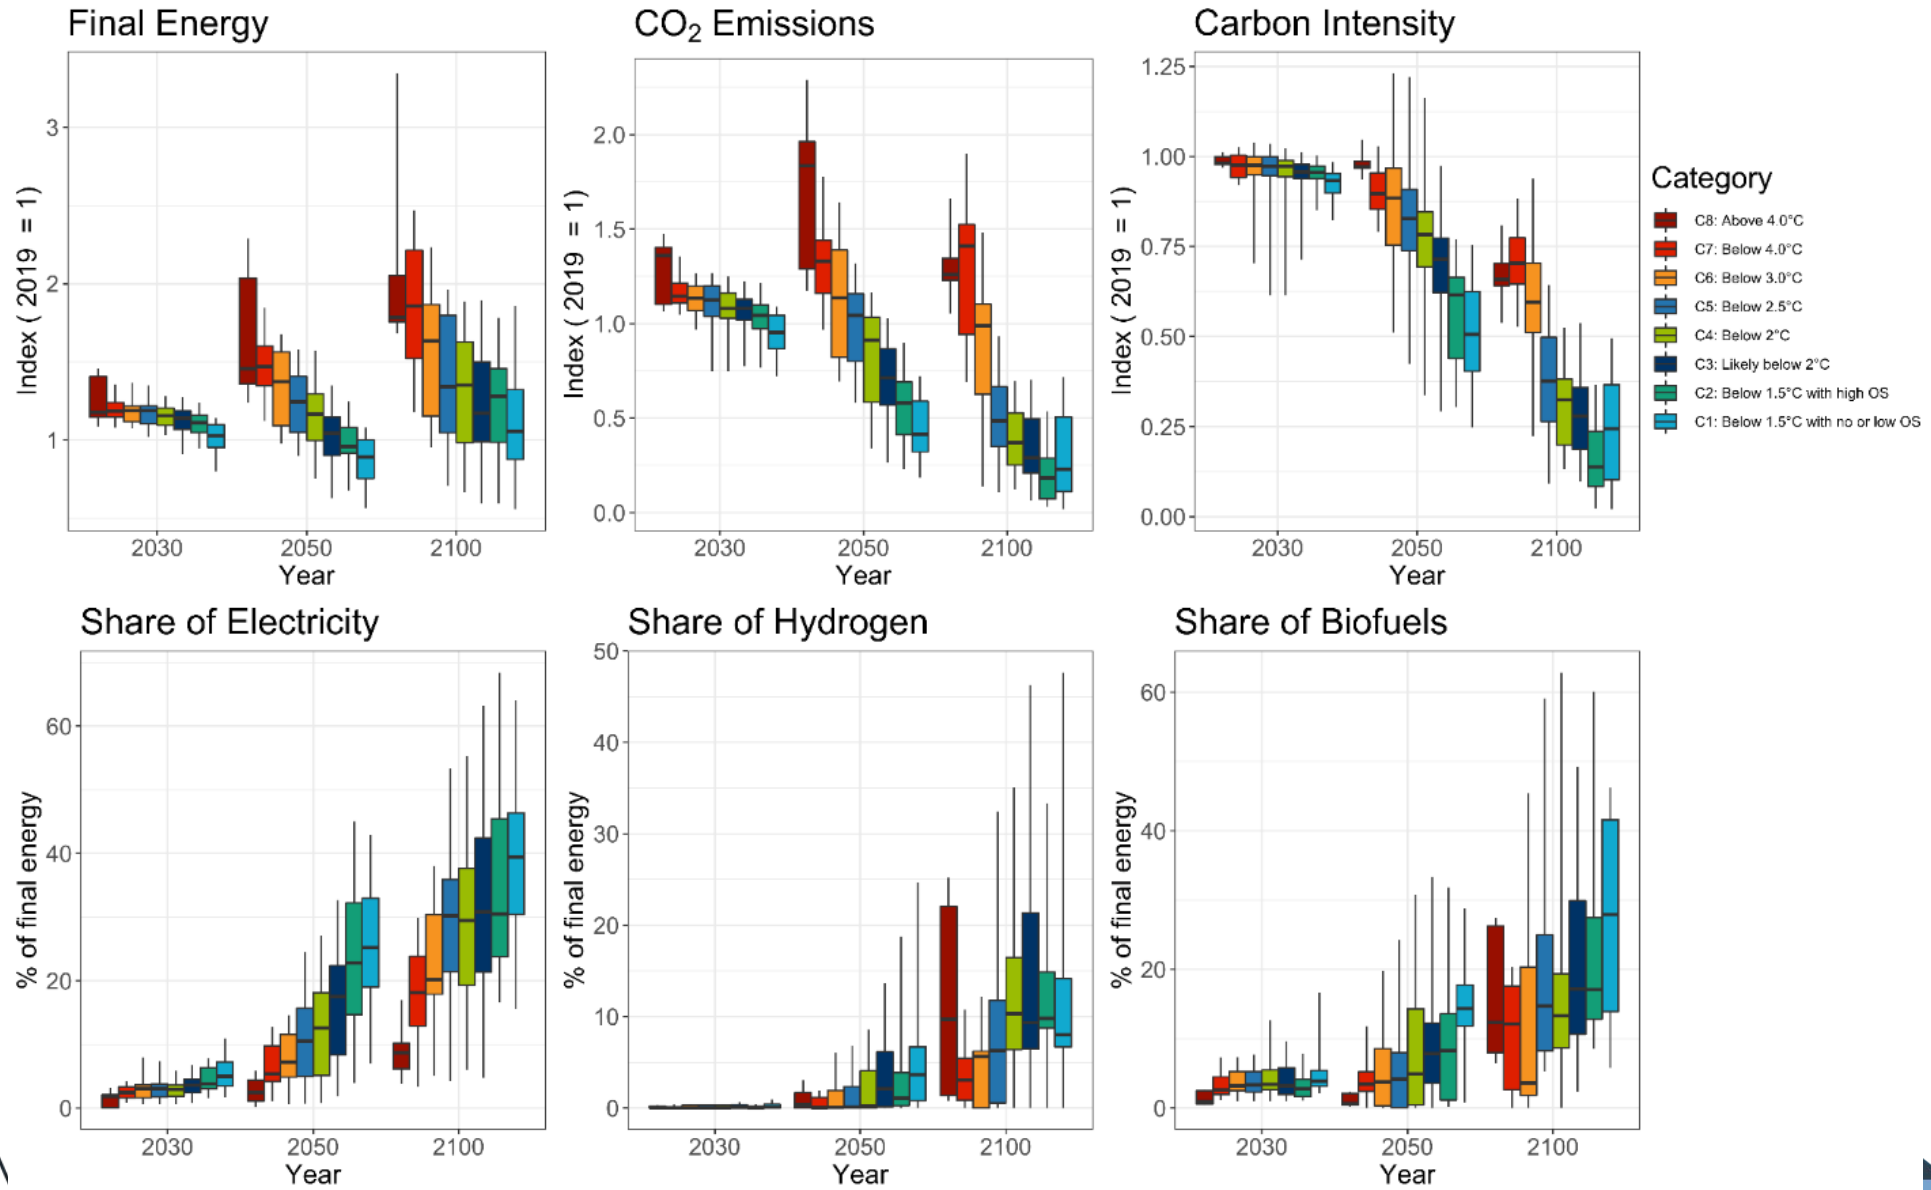 Final Energy
CO₂ Emissions
Carbon Intensity
Index ( 2019 = 1)
3
2
1
2030
2050
2100
Year
Index ( 2019 = 1)
2.0
1.5
1.0
0.5
0.0
2030
2050
2100
Year
Index ( 2019 = 1)
1.25
1.00
0.75
0.50
0.25
0.00
2030
2050
2100
Year
Category
C8: Above 4.0°C
C7: Below 4.0°C
C6: Below 3.0°C
C5: Below 2.5°C
C4: Below 2°C
C3: Likely below 2°C
C2: Below 1.5°C with high OS
C1: Below 1.5°C with no or low OS
Share of Electricity
Share of Hydrogen
Share of Biofuels
% of final energy
60
40
20
0
2030
2050
2100
Year
% of final energy
50
40
30
20
10
0
2030
2050
2100
Year
% of final energy
60
40
20
0
2030
2050
2100
Year